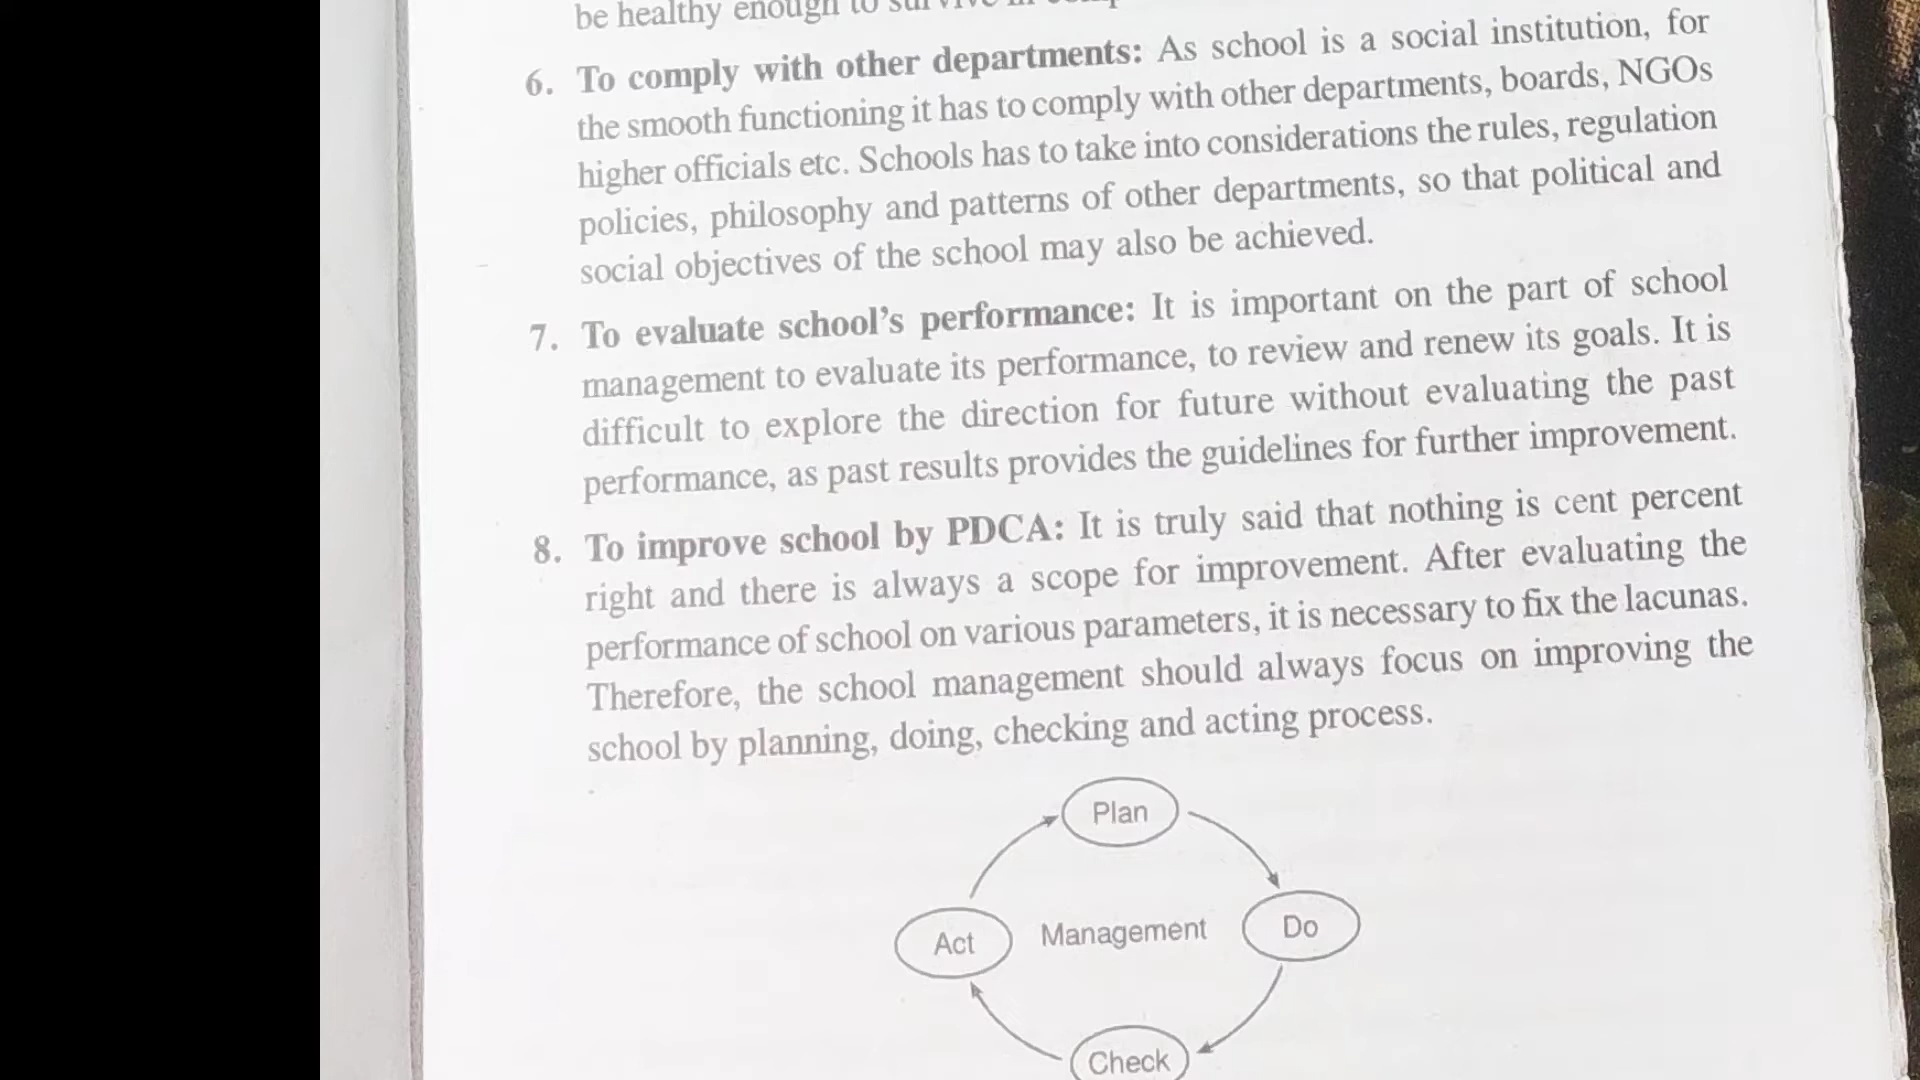 be healthy enough to survive in
6. To comply with other departments: As school is a social institution, for
the smooth functioning it has to comply with other departments, boards, NGOs
higher officials etc. Schools has to take into considerations the rules, regulation
policies, philosophy and patterns of other departments, so that political and
social objectives of the school may also be achieved.
7. To evaluate school's performance: It is important on the part of school
management to evaluate its performance, to review and renew its goals. It is
difficult to explore the direction for future without evaluating the past
performance, as past results provides the guidelines for further improvement.
8. To improve school by PDCA: It is truly said that nothing is cent percent
right and there is always a scope for improvement. After evaluating the
performance of school on various parameters, it is necessary to fix the lacunas.
Therefore, the school management should always focus on improving the
school by planning, doing, checking and acting process.
Plan
Act Management Do
Check